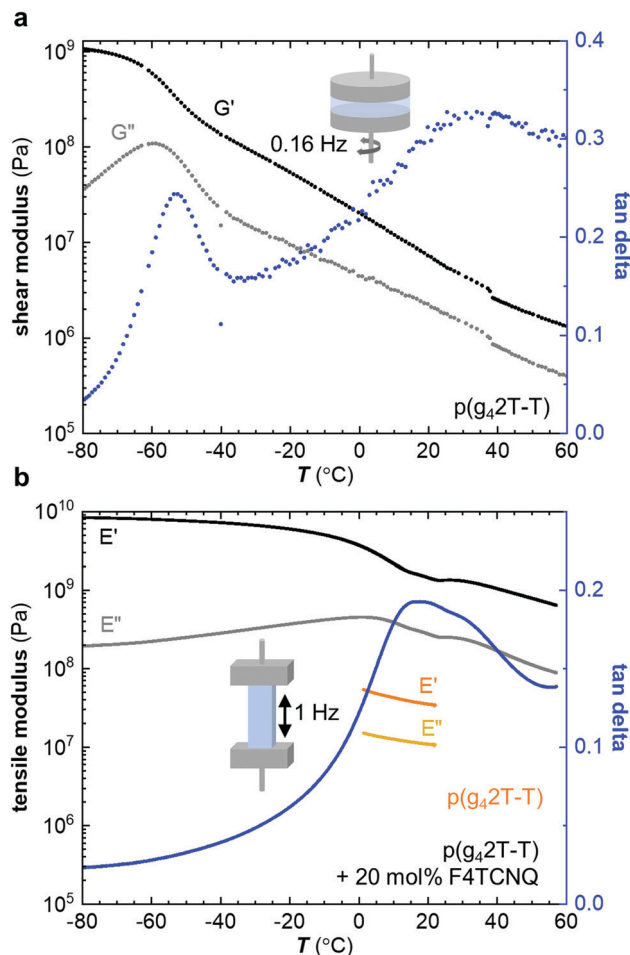 a
10⁹
10⁸
10⁷
10⁶
10⁵
shear modulus (Pa)
G'
G"
0.16 Hz
0.4
0.3
0.2
0.1
0.0
tan delta
p(g₄2T-T)
-80 -60 -40 -20 0 20 40 60
T (°C)
b
10¹⁰
10⁹
10⁸
10⁷
10⁶
10⁵
tensile modulus (Pa)
E'
E"
1 Hz
E'
E"
p(g₄2T-T)
p(g₄2T-T)
+ 20 mol% F4TCNQ
0.2
0.1
0.0
tan delta
-80 -60 -40 -20 0 20 40 60
T (°C)